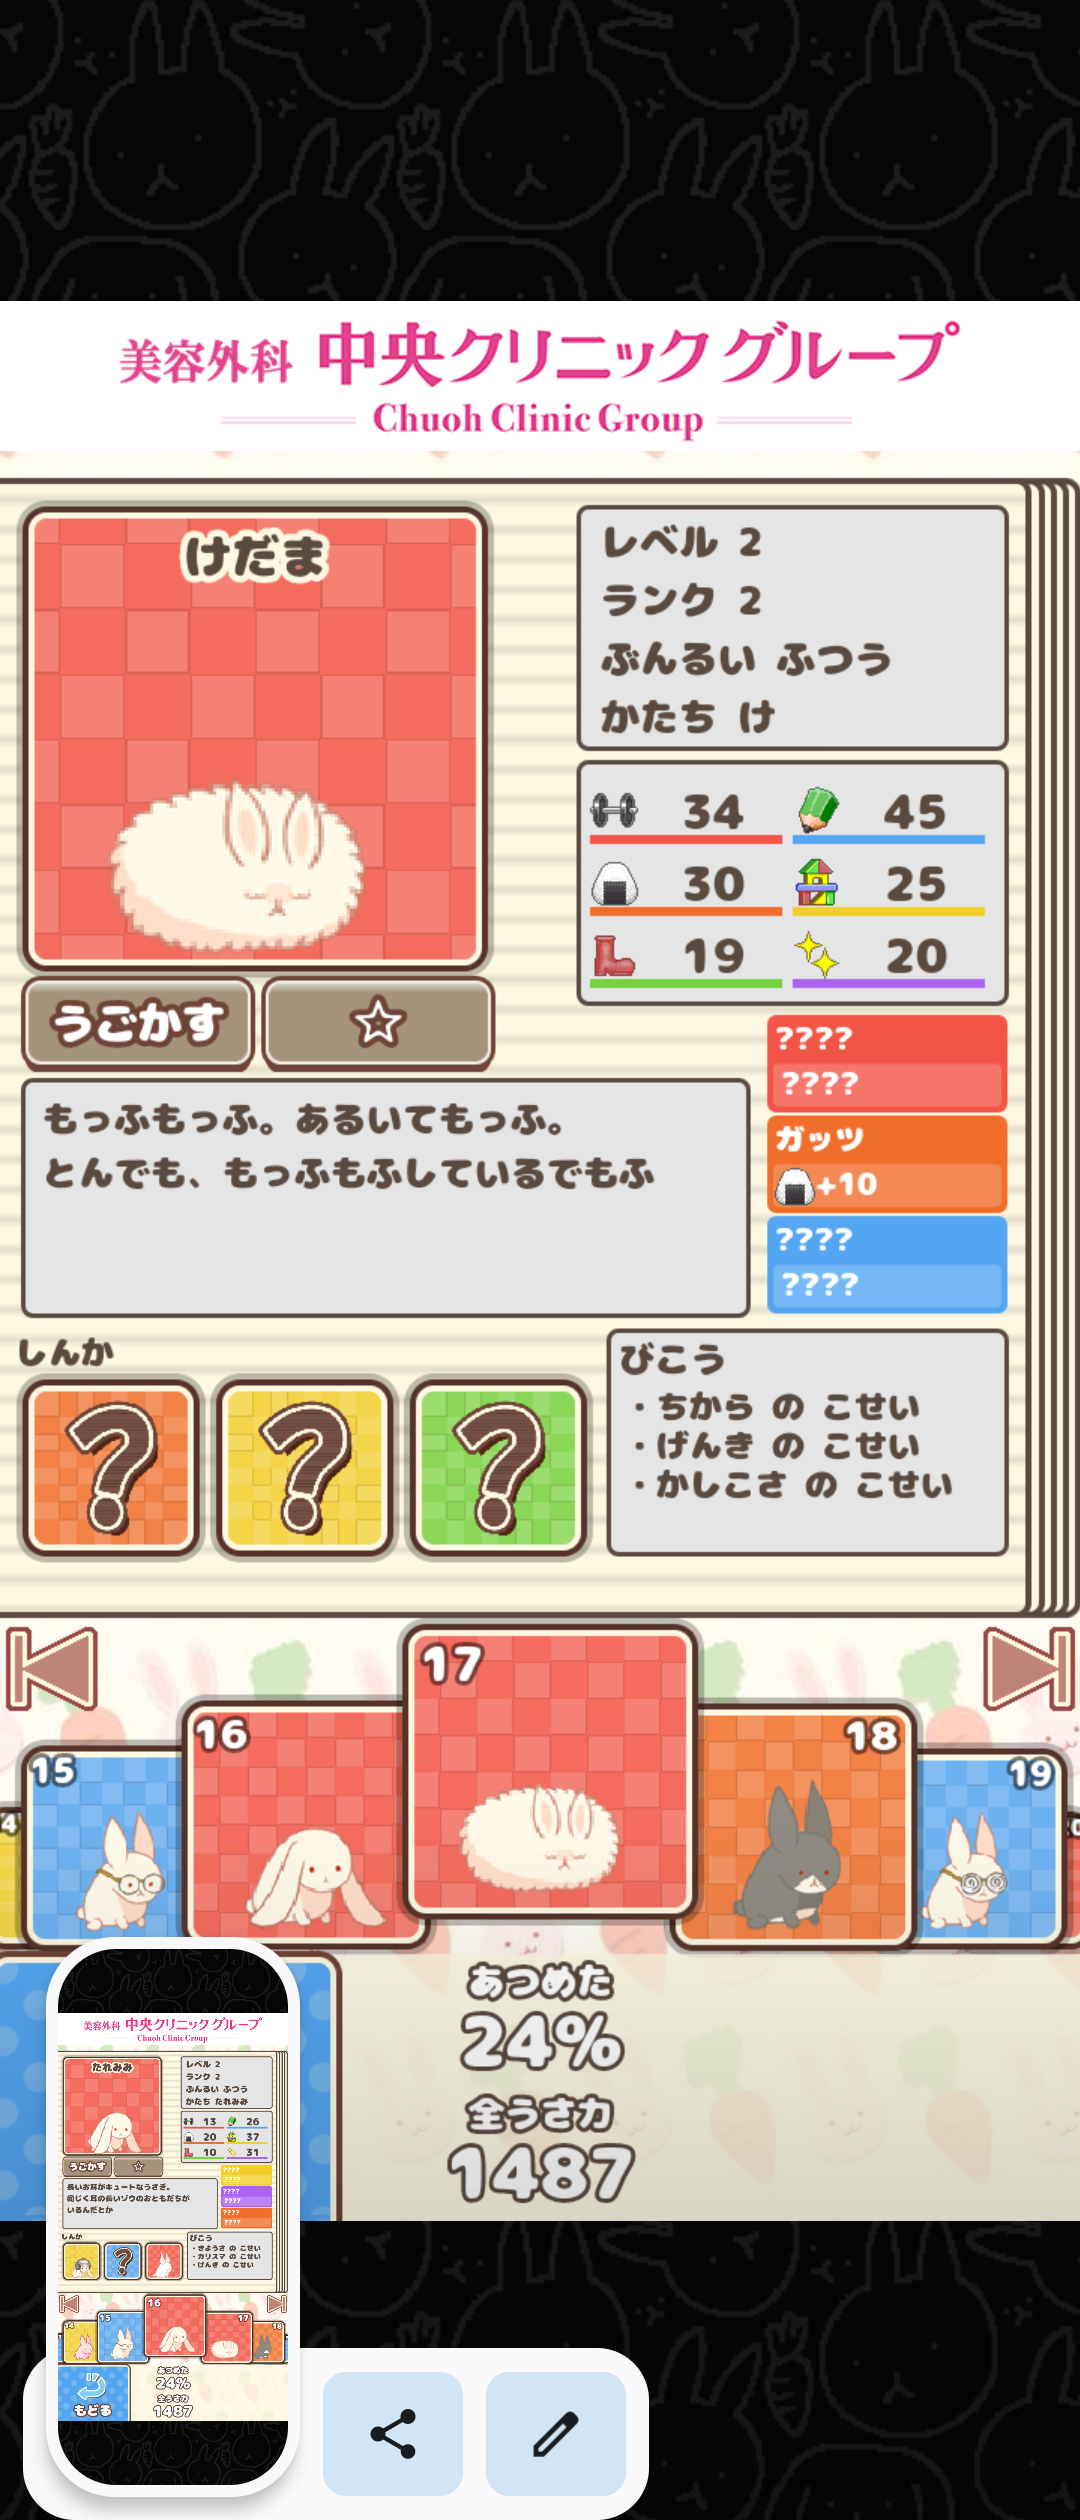 美容外科 中央クリニックグループ
Chuoh Clinic Group
けだま
レベル 2
ランク 2
ぶんるい ふつう
かたち け
34 45
30 25
19 20
うごかす ☆
????
????
ガッツ
+10
????
????
もっふもっふ。あるいてもっふ。
とんでも、もっふもふしているでもふ
しんか
?
?
?
びこう
・ちから の こせい
・げんき の こせい
・かしこさ の こせい
15
16
17
18
19
あつめた
24%
全うさ力
1487
美容外科 中央クリニックグループ
Chuoh Clinic Group
たれみみ
レベル 2
ランク 2
ぶんるい ふつう
かたち たれみみ
13 26
20 37
10 31
うごかす ☆
????
????
????
????
????
????
長いお耳がキュートなうさぎ。
同じく耳の長いゾウのおともだちが
いるんだとか
しんか
?
びこう
・きようさ の こせい
・カリスマ の こせい
・げんき の こせい
14
15
16
17
18
もどる
あつめた
24%
全うさ力
1487